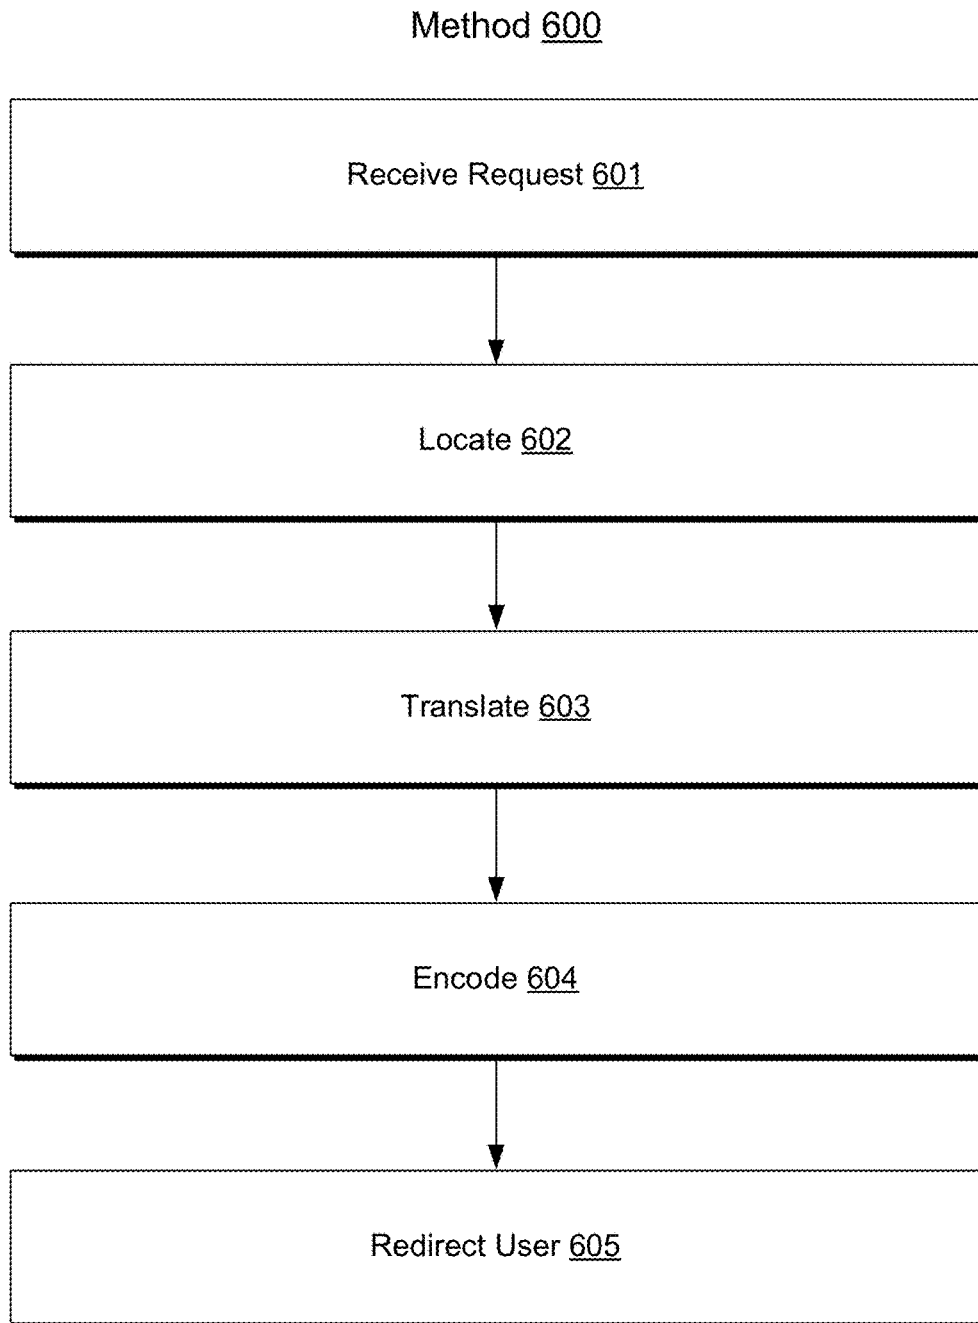 Method 600
Receive Request 601
Locate 602
Translate 603
Encode 604
Redirect User 605